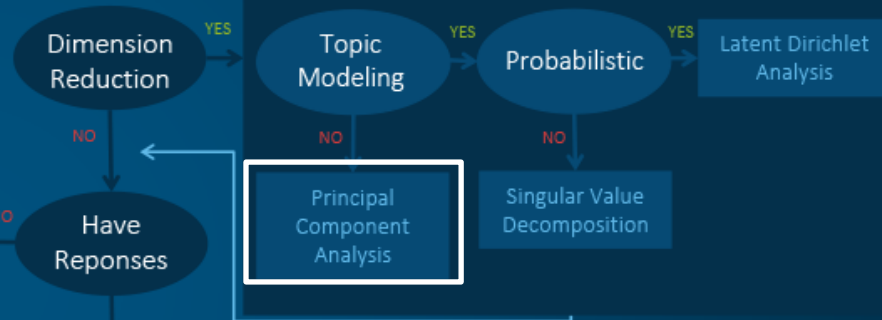 Dimension
Reduction
YES
Topic
Modeling
YES
Probabilistic
YES
Latent Dirichlet
Analysis
NO
NO
NO
Principal
Component
Analysis
Singular Value
Decomposition
Have
Reponses